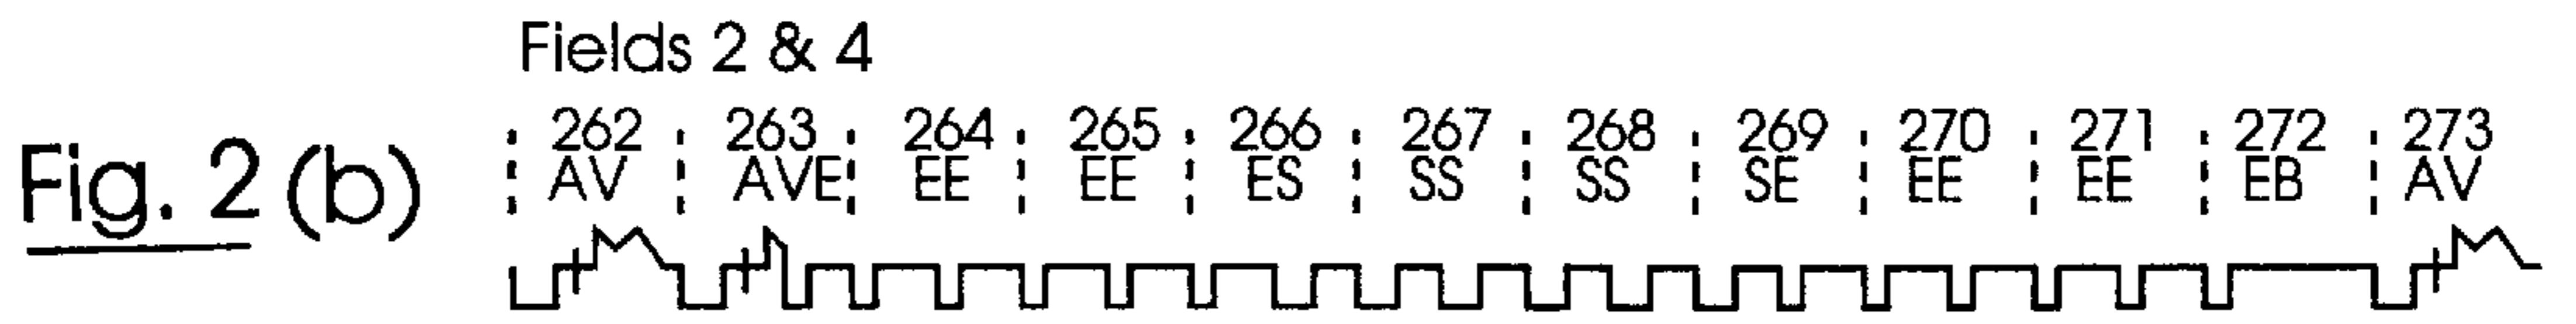 Fields 2 & 4
262 263 264 265 266 267 268 269 270 271 272 273
AV AVE EE EE ES SS SS SE EE EE EB AV
Fig. 2 (b)